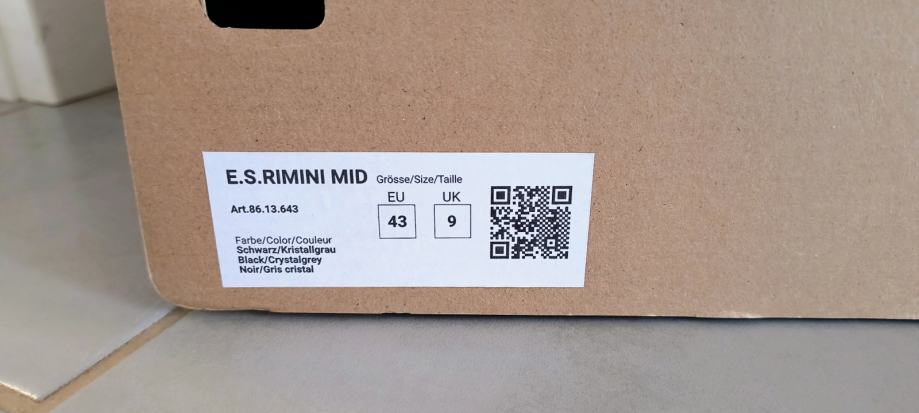 E.S.RIMINI MID Grösse/Size/Taille
EU UK
Art.86.13.643
43 9
Farbe/Color/Couleur
Schwarz/Kristallgrau
Black/Crystalgrey
Noir/Gris cristal